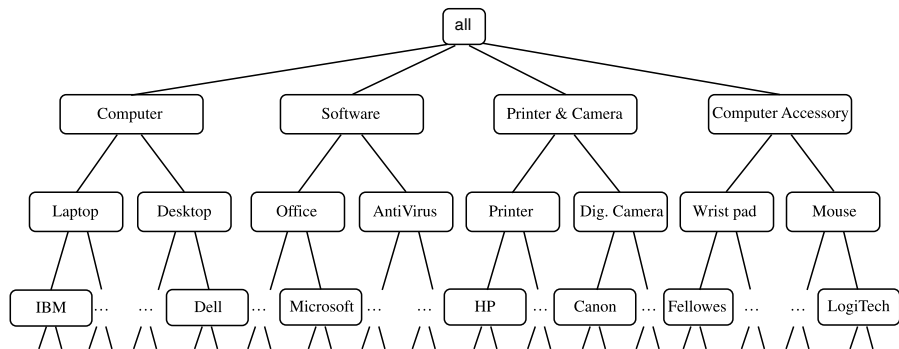 all
Computer Software Printer & Camera Computer Accessory
Laptop Desktop Office AntiVirus Printer Dig. Camera Wrist pad Mouse
IBM ... ... Dell ... Microsoft ... ... HP ... Canon ... Fellowes ... ... LogiTech